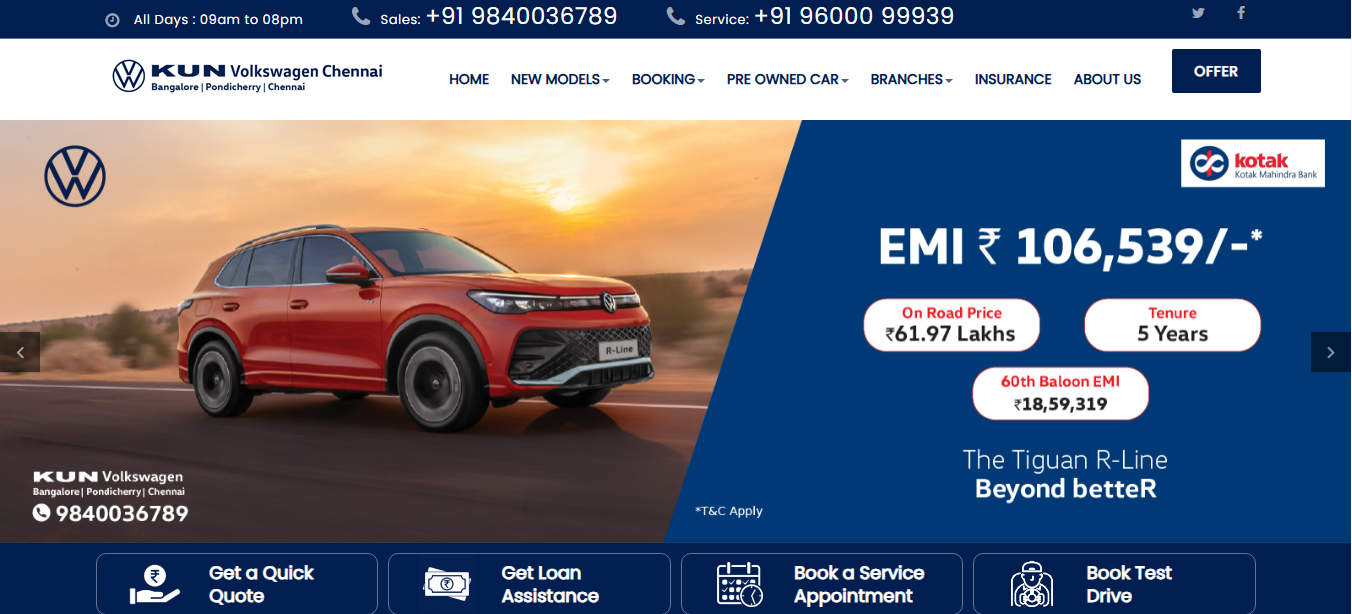 All Days : 09am to 08pm
Sales: +91 9840036789
Service: +91 96000 99939
KUN Volkswagen Chennai
Bangalore | Pondicherry | Chennai
HOME
NEW MODELS
BOOKING
PRE OWNED CAR
BRANCHES
INSURANCE
ABOUT US
OFFER
kotak
Kotak Mahindra Bank
EMI ₹ 106,539/-*
On Road Price
₹61.97 Lakhs
Tenure
5 Years
60th Baloon EMI
₹18,59,319
R-Line
The Tiguan R-Line
Beyond betteR
KUN Volkswagen
Bangalore | Pondicherry | Chennai
9840036789
*T&C Apply
Get a Quick
Quote
Get Loan
Assistance
Book a Service
Appointment
Book Test
Drive